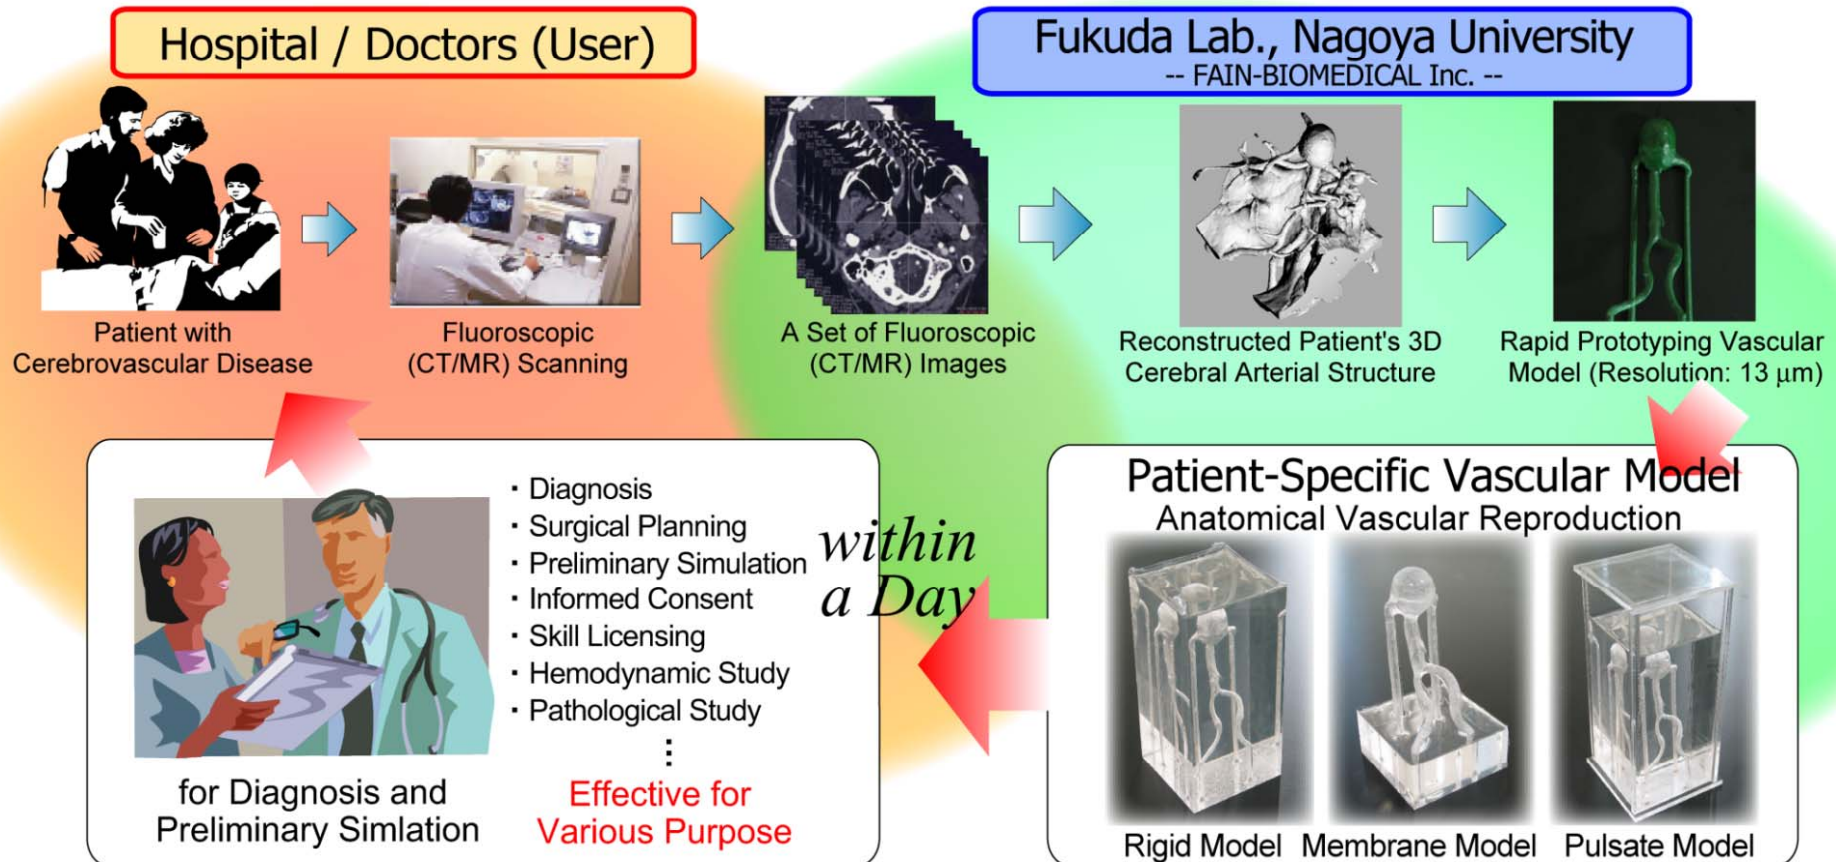 Hospital / Doctors (User)
Fukuda Lab., Nagoya University
-- FAIN-BIOMEDICAL Inc. --
Patient with
Cerebrovascular Disease
Fluoroscopic
(CT/MR) Scanning
A Set of Fluoroscopic
(CT/MR) Images
Reconstructed Patient's 3D
Cerebral Arterial Structure
Rapid Prototyping Vascular
Model (Resolution: 13 μm)
Patient-Specific Vascular Model
Anatomical Vascular Reproduction
Rigid Model
Membrane Model
Pulsate Model
within
a Day
· Diagnosis
· Surgical Planning
· Preliminary Simulation
· Informed Consent
· Skill Licensing
· Hemodynamic Study
· Pathological Study
⋮
Effective for
Various Purpose
for Diagnosis and
Preliminary Simlation